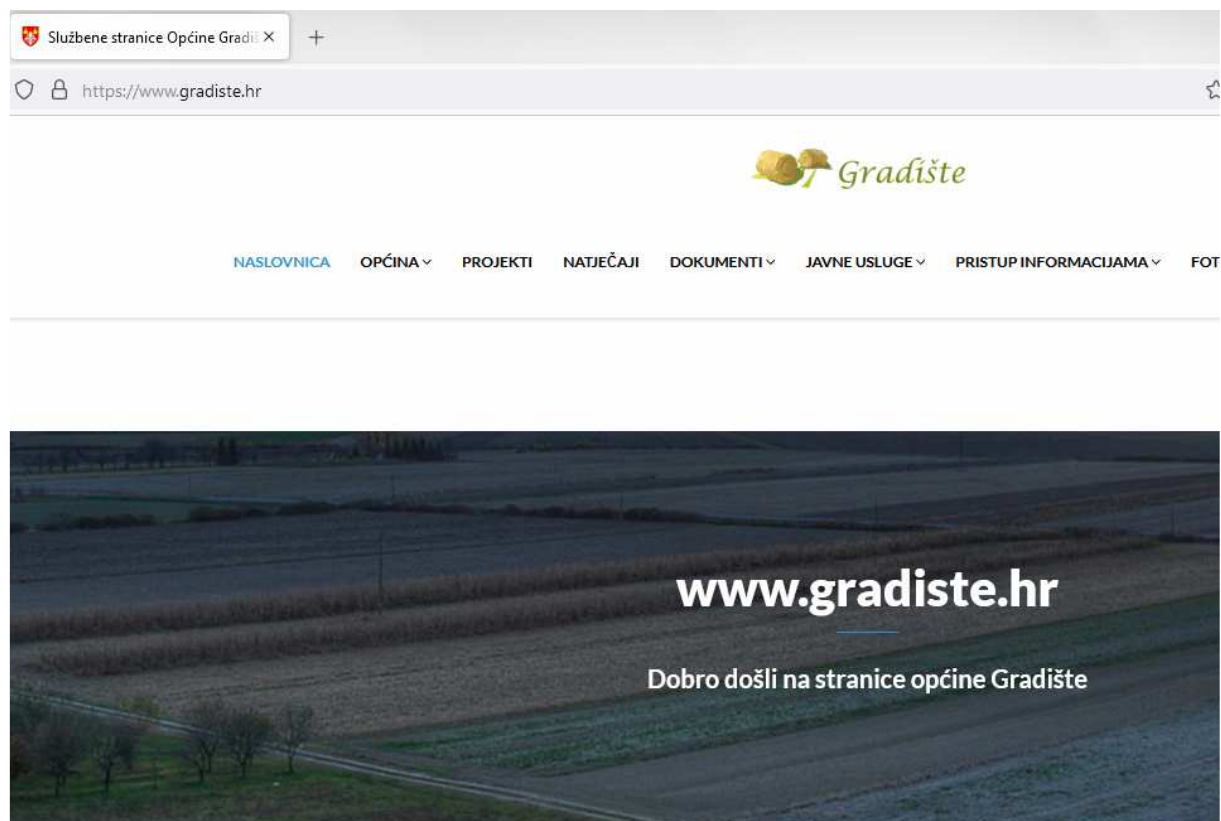 Službene stranice Općine Gradiš
https://www.gradiste.hr
Gradište
NASLOVNICA OPĆINA PROJEKTI NATJEČAJI DOKUMENTI JAVNE USLUGE PRISTUP INFORMACIJAMA FOT
www.gradiste.hr
Dobro došli na stranice općine Gradište